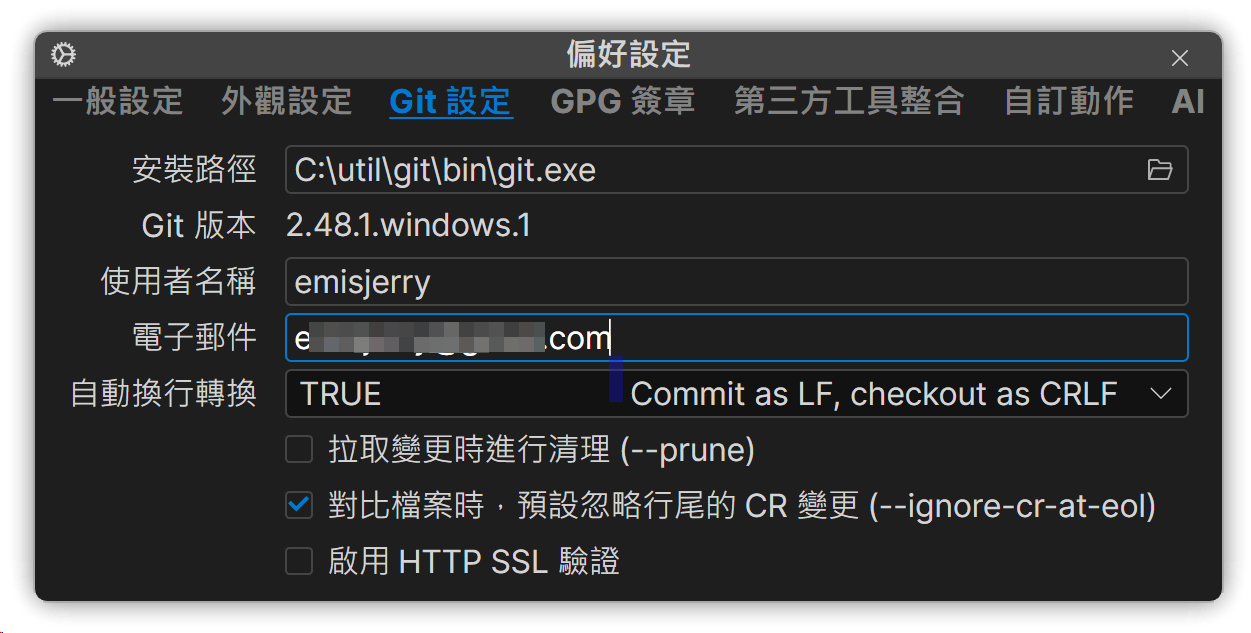 偏好設定
一般設定 外觀設定 Git 設定 GPG 簽章 第三方工具整合 自訂動作 AI
安裝路徑 C:\util\git\bin\git.exe
Git 版本 2.48.1.windows.1
使用者名稱 emisjerry
電子郵件 .com
自動換行轉換 TRUE Commit as LF, checkout as CRLF
拉取變更時進行清理 (--prune)
對比檔案時，預設忽略行尾的 CR 變更 (--ignore-cr-at-eol)
啟用 HTTP SSL 驗證